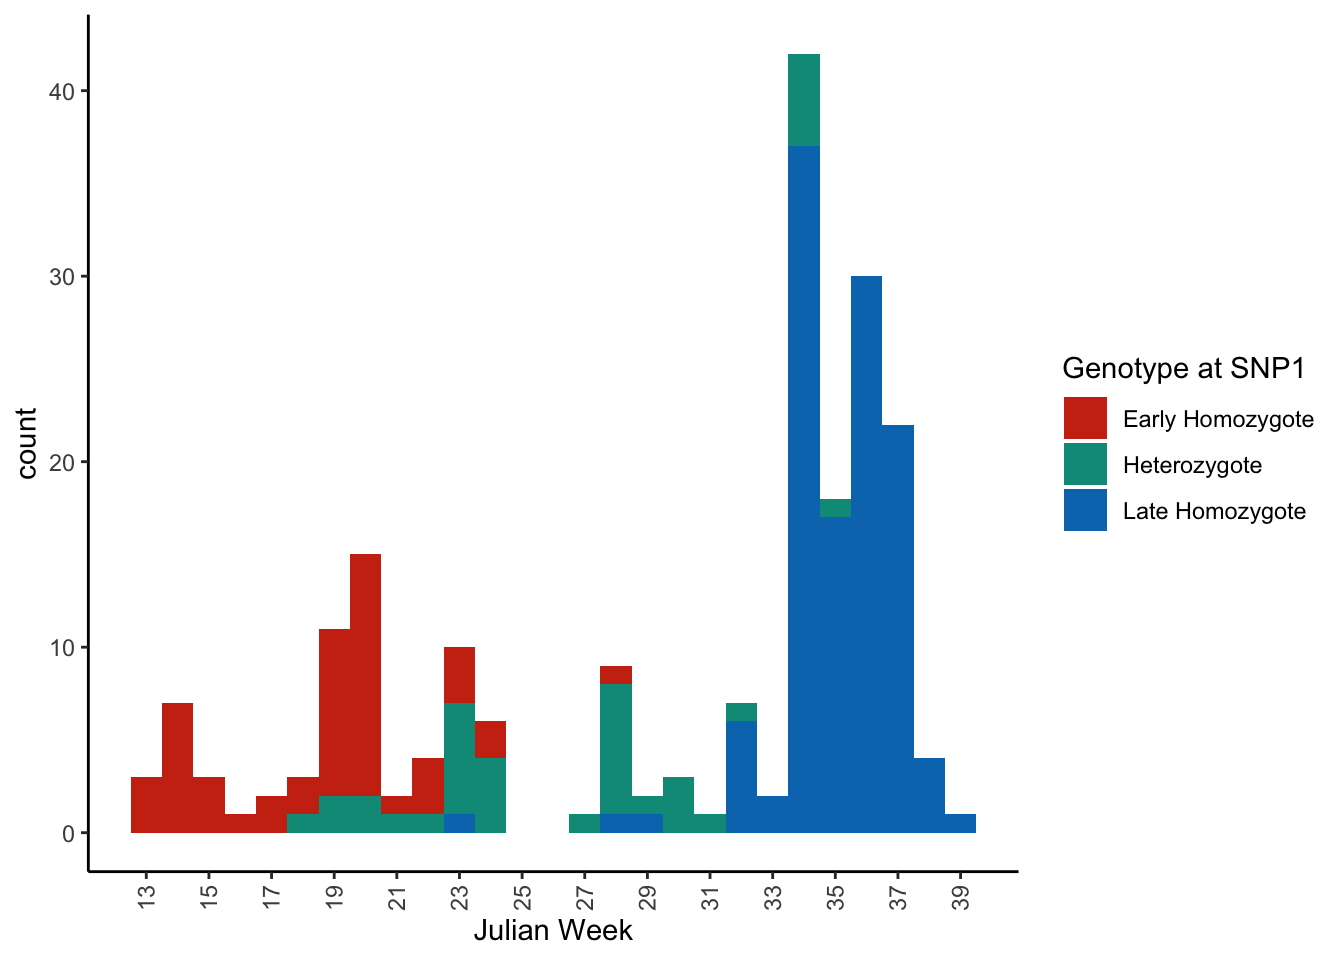 40
30
20
10
0
count
13 15 17 19 21 23 25 27 29 31 33 35 37 39
Julian Week
Genotype at SNP1
Early Homozygote
Heterozygote
Late Homozygote